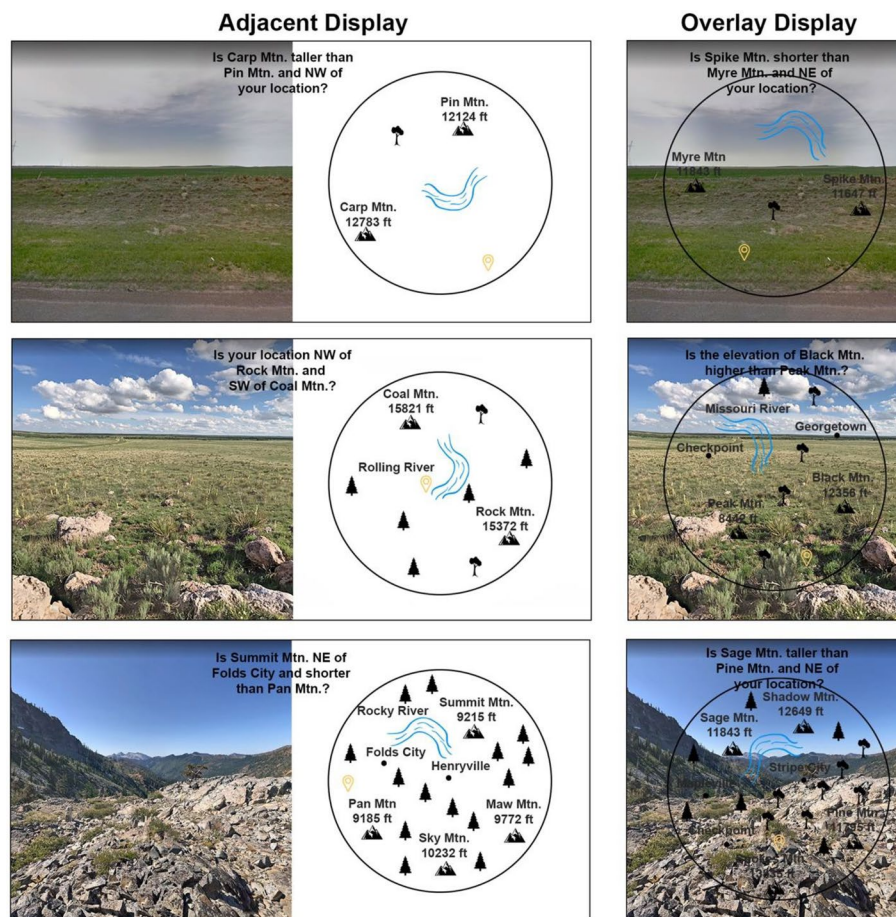 Adjacent Display
Overlay Display
Is Carp Mtn. taller than
Pin Mtn. and NW of
your location?
Pin Mtn.
12124 ft
Carp Mtn.
12783 ft
Is Spike Mtn. shorter than
Myre Mtn. and NE of
your location?
Myre Mtn
11843 ft
Spike Mtn.
11647 ft
Is your location NW of
Rock Mtn. and
SW of Coal Mtn.?
Coal Mtn.
15821 ft
Rolling River
Rock Mtn.
15372 ft
Is the elevation of Black Mtn.
higher than Peak Mtn.?
Missouri River
Georgetown
Checkpoint
Black Mtn.
12356 ft
Peak Mtn.
8442 ft
Is Summit Mtn. NE of
Folds City and shorter
than Pan Mtn.?
Rocky River
Summit Mtn.
9215 ft
Folds City
Henryville
Pan Mtn
9185 ft
Maw Mtn.
9772 ft
Sky Mtn.
10232 ft
Is Sage Mtn. taller than
Pine Mtn. and NE of
your location?
Shadow Mtn.
12649 ft
Sage Mtn.
11843 ft
Stripe City
Pine Mtn.
Checkpoint